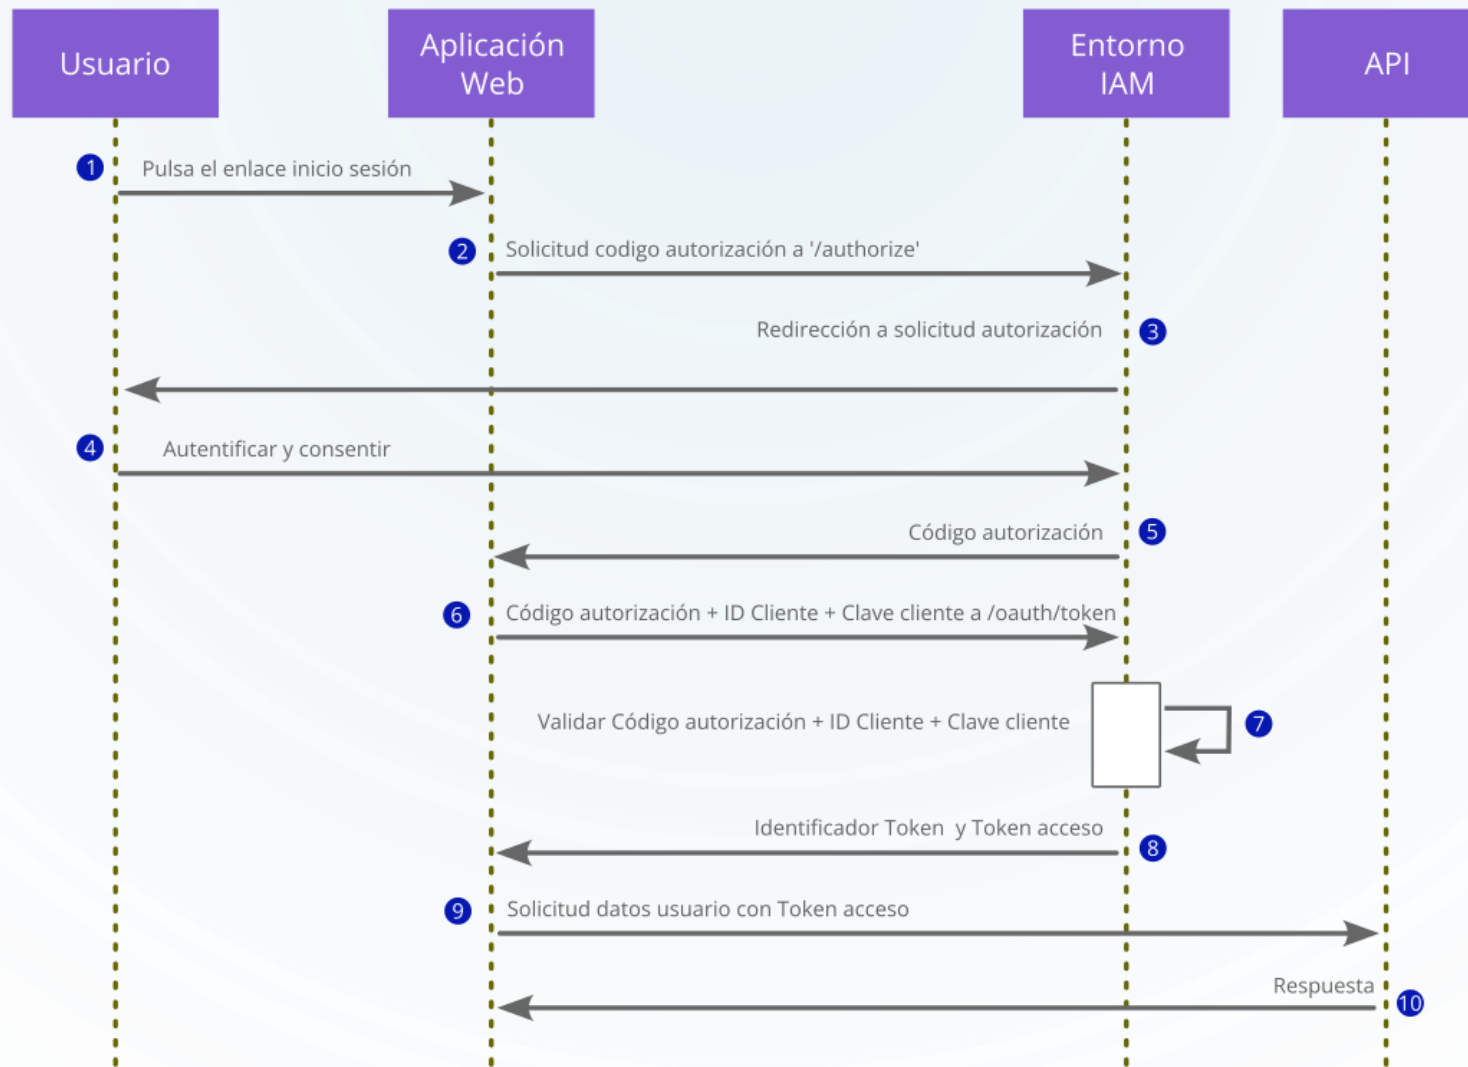 Usuario
Aplicación
Web
Entorno
IAM
API
1
Pulsa el enlace inicio sesión
2
Solicitud codigo autorización a '/authorize'
Redirección a solicitud autorización
3
4
Autentificar y consentir
Código autorización
5
6
Código autorización + ID Cliente + Clave cliente a /oauth/token
Validar Código autorización + ID Cliente + Clave cliente
7
Identificador Token y Token acceso
8
9
Solicitud datos usuario con Token acceso
Respuesta
10